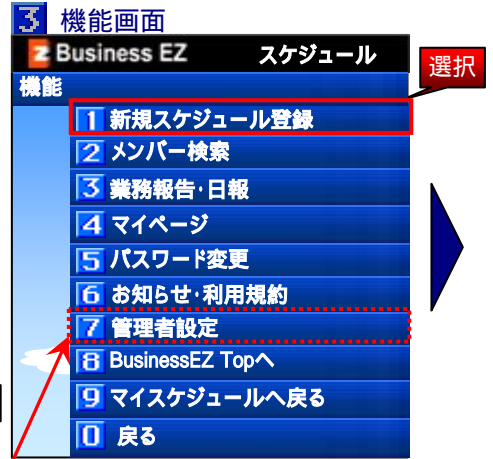 3 機能画面
Business EZ スケジュール
選択
機能
1 新規スケジュール登録
2 メンバー検索
3 業務報告・日報
4 マイページ
5 パスワード変更
6 お知らせ・利用規約
7 管理者設定
8 BusinessEZ Topへ
9 マイスケジュールへ戻る
0 戻る